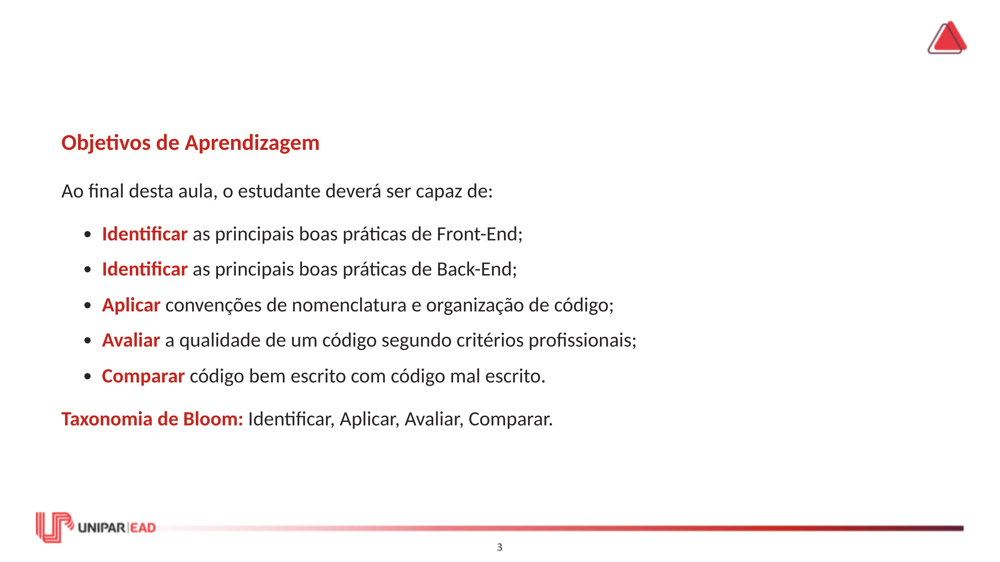 Objetivos de Aprendizagem
Ao final desta aula, o estudante deverá ser capaz de:
• Identificar as principais boas práticas de Front-End;
• Identificar as principais boas práticas de Back-End;
• Aplicar convenções de nomenclatura e organização de código;
• Avaliar a qualidade de um código segundo critérios profissionais;
• Comparar código bem escrito com código mal escrito.
Taxonomia de Bloom: Identificar, Aplicar, Avaliar, Comparar.
UNIPAR|EAD
3